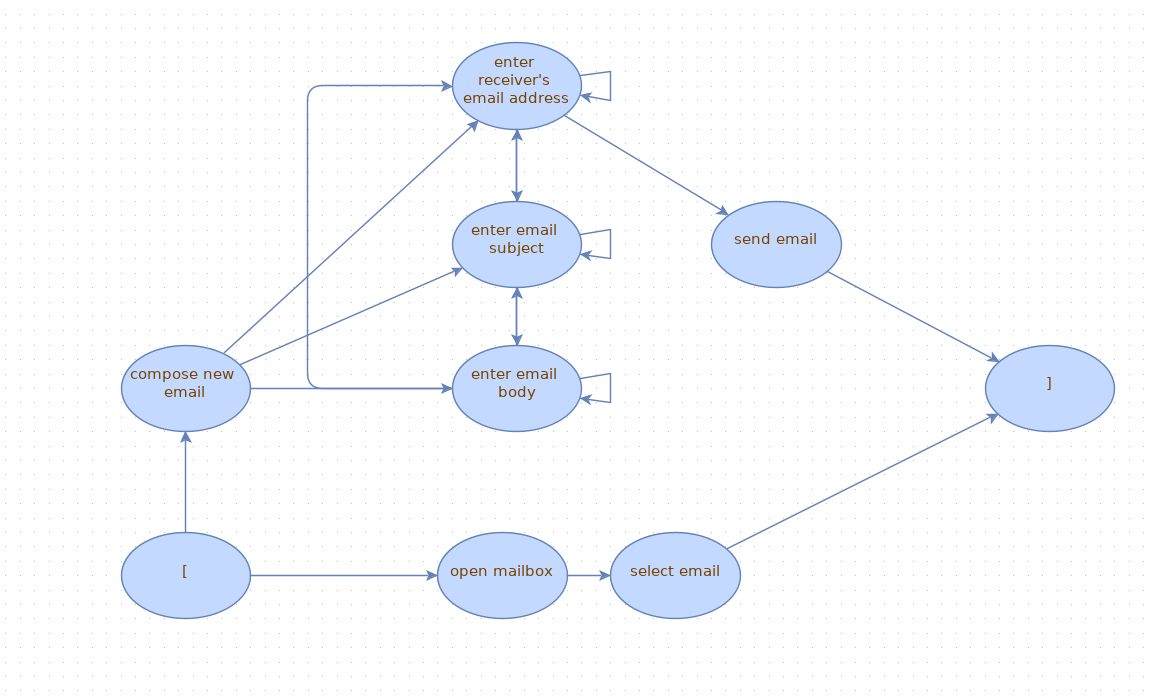 enter
receiver's
email address
enter email
subject
send email
compose new
email
enter email
body
]
[
open mailbox
select email